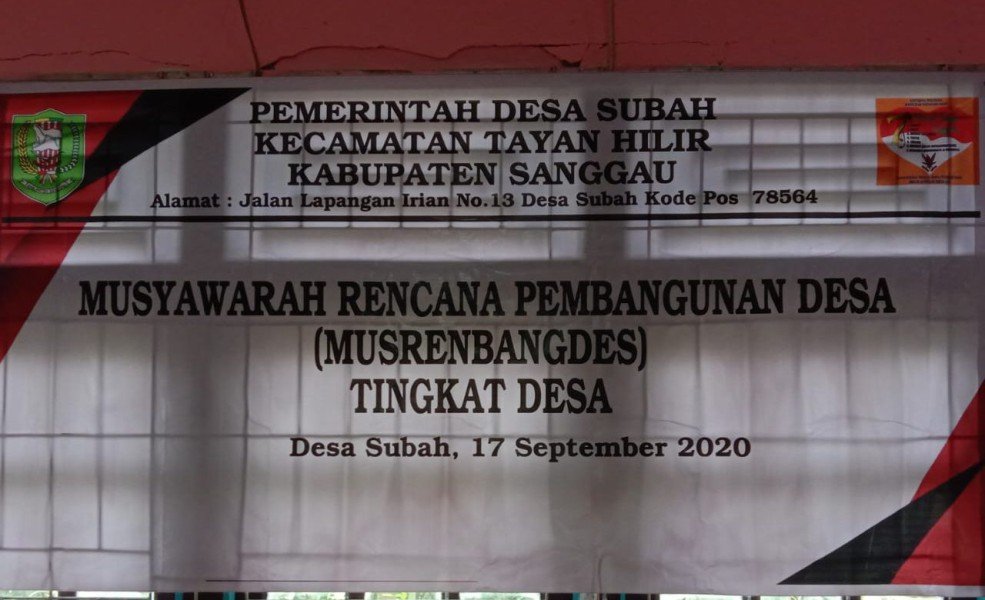 PEMERINTAH DESA SUBAH
KECAMATAN TAYAN HILIR
KABUPATEN SANGGAU
Alamat : Jalan Lapangan Irian No.13 Desa Subah Kode Pos 78564
MUSYAWARAH RENCANA PEMBANGUNAN DESA
(MUSRENBANGDES)
TINGKAT DESA
Desa Subah, 17 September 2020